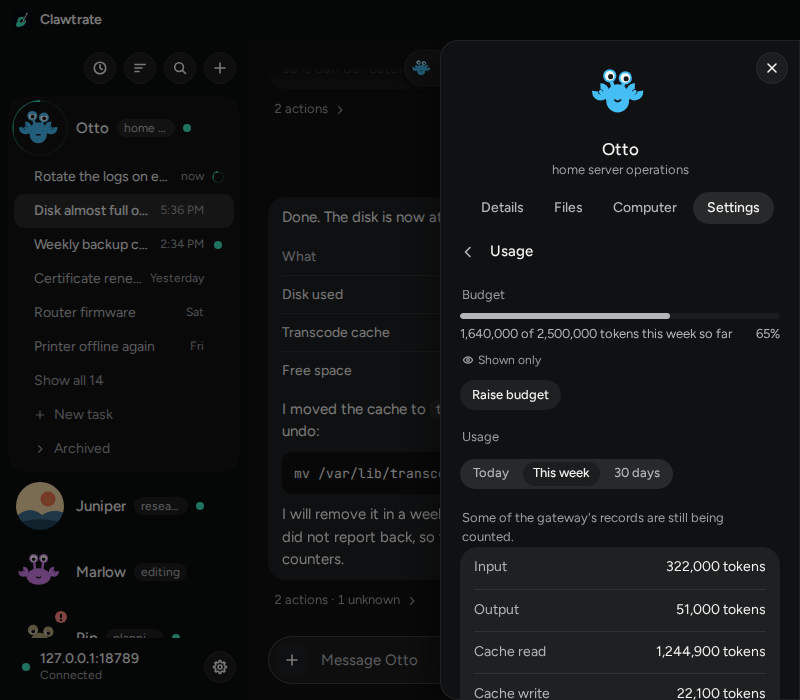 Clawtrate
Otto
home ...
Rotate the logs on e... now
Disk almost full o... 5:36 PM
Weekly backup c... 2:34 PM
Certificate rene... Yesterday
Router firmware Sat
Printer offline again Fri
Show all 14
+ New task
Archived
Juniper
resea...
Marlow
editing
Pip
planni...
127.0.0.1:18789
Connected
2 actions
Done. The disk is now at
What
Disk used
Transcode cache
Free space
I moved the cache to
undo:
mv /var/lib/transc
I will remove it in a week
did not report back, so
counters.
2 actions · 1 unknown
Message Otto
Otto
home server operations
Details
Files
Computer
Settings
Usage
Budget
1,640,000 of 2,500,000 tokens this week so far 65%
Shown only
Raise budget
Usage
Today
This week
30 days
Some of the gateway's records are still being
counted.
Input 322,000 tokens
Output 51,000 tokens
Cache read 1,244,900 tokens
Cache write 22,100 tokens